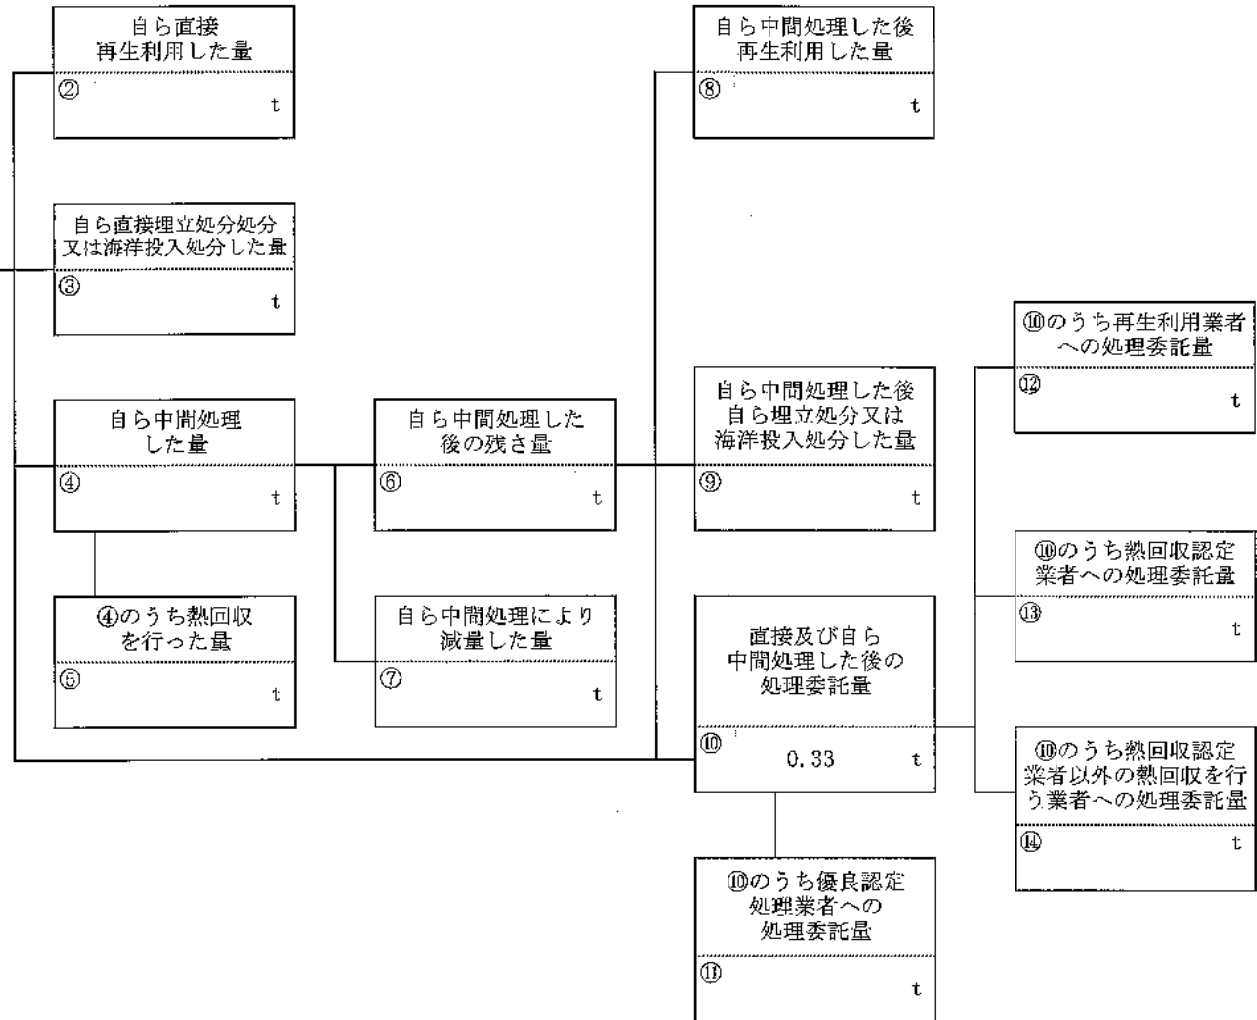 自ら直接
再生利用した量
②
t
自ら中間処理した後
再生利用した量
⑧
t
自ら直接埋立処分処分
又は海洋投入処分した量
③
t
⑩のうち再生利用業者
への処理委託量
⑫
t
自ら中間処理
した量
④
t
自ら中間処理した
後の残さ量
⑥
t
自ら中間処理した後
自ら埋立処分又は
海洋投入処分した量
⑨
t
⑩のうち熱回収認定
業者への処理委託量
⑬
t
④のうち熱回収
を行った量
⑤
t
自ら中間処理により
減量した量
⑦
t
直接及び自ら
中間処理した後の
処理委託量
⑩
0.33 t
⑩のうち熱回収認定
業者以外の熱回収を行
う業者への処理委託量
⑭
t
⑩のうち優良認定
処理業者への
処理委託量
⑪
t